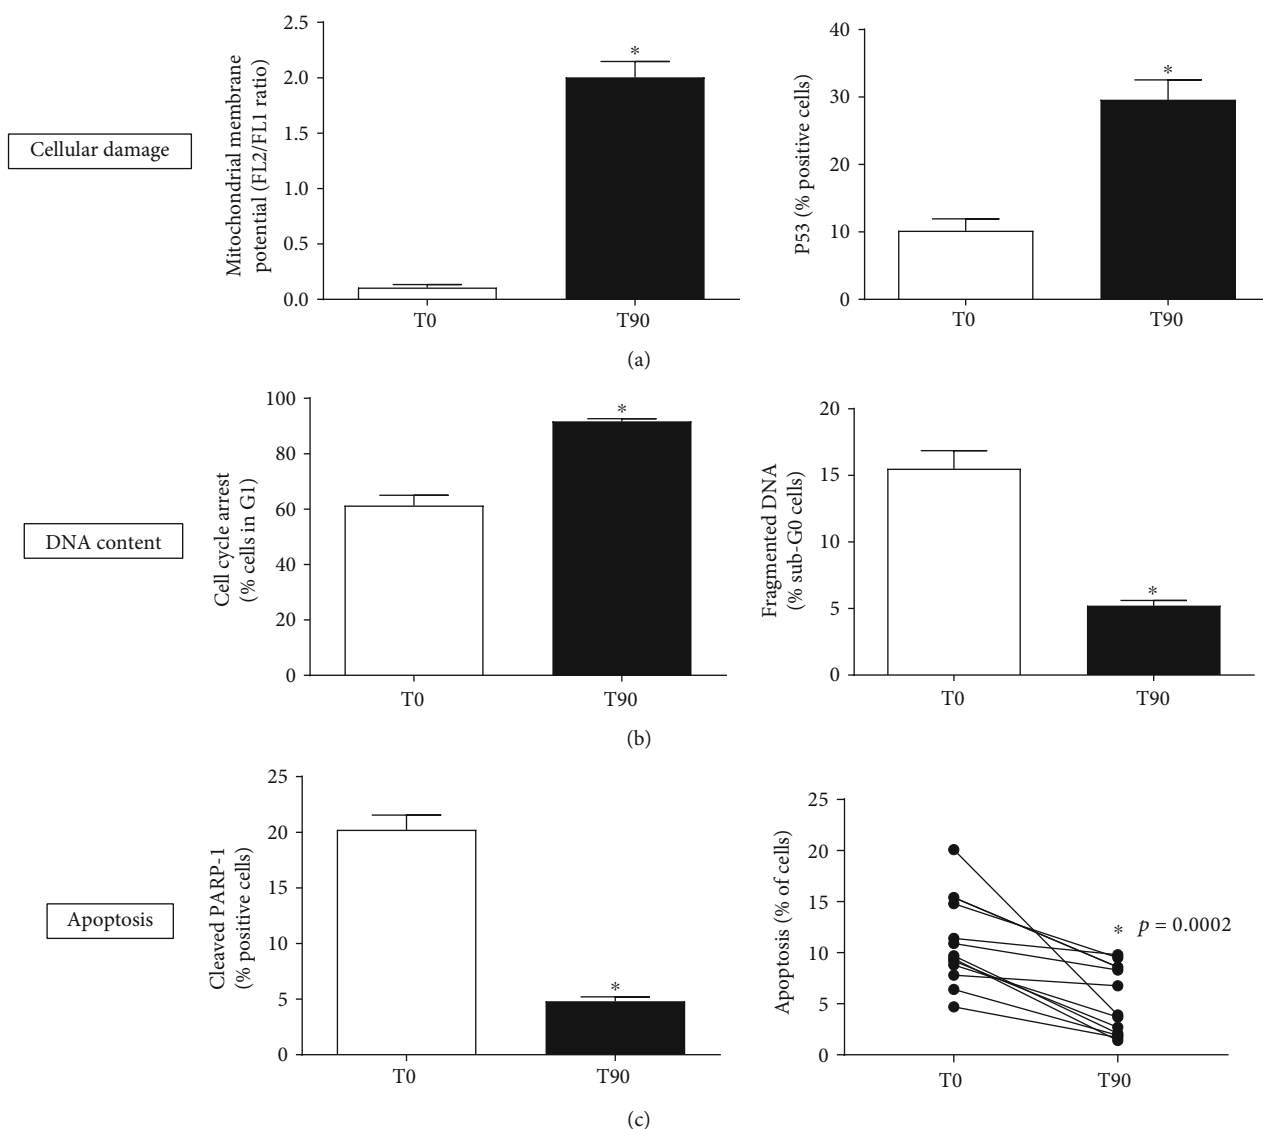 Cellular damage
Mitochondrial membrane
potential (FL2/FL1 ratio)
2.5
2.0
1.5
1.0
0.5
0.0
*
T0
T90
P53 (% positive cells)
40
30
20
10
0
*
T0
T90
(a)
DNA content
Cell cycle arrest
(% cells in G1)
100
80
60
40
20
0
*
T0
T90
Fragmented DNA
(% sub-G0 cells)
20
15
10
5
0
*
T0
T90
(b)
Apoptosis
Cleaved PARP-1
(% positive cells)
25
20
15
10
5
0
*
T0
T90
Apoptosis (% of cells)
25
20
15
10
5
0
* p = 0.0002
T0
T90
(c)